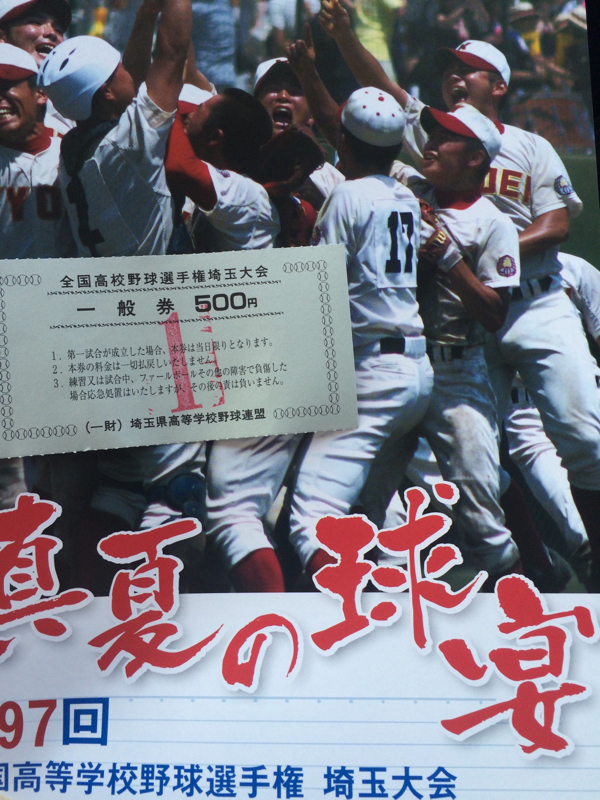 17
全国高校野球選手権埼玉大会
一般券 500円
1. 第一試合が成立した場合、本券は当日限りとなります。
2. 本券の料金は一切払戻しいたしません。
3. 練習又は試合中、ファールボールその他の障害で負傷した
場合応急処置はいたしますが、その後の責は負いません。
(一財) 埼玉県高等学校野球連盟
真夏の球宴
97回
国高等学校野球選手権 埼玉大会